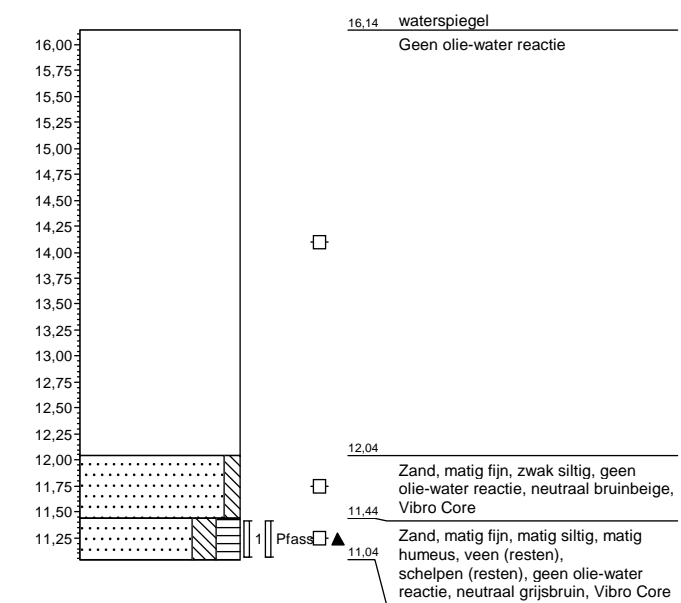 16,14 waterspiegel
Geen olie-water reactie
16,00
15,75
15,50
15,25
15,00
14,75
14,50
14,25
14,00
13,75
13,50
13,25
13,00
12,75
12,50
12,25
12,00
11,75
11,50
11,25
12,04
Zand, matig fijn, zwak siltig, geen
olie-water reactie, neutraal bruinbeige,
Vibro Core
11,44
1 Pfass
Zand, matig fijn, matig siltig, matig
humeus, veen (resten),
schelpen (resten), geen olie-water
reactie, neutraal grijsbruin, Vibro Core
11,04